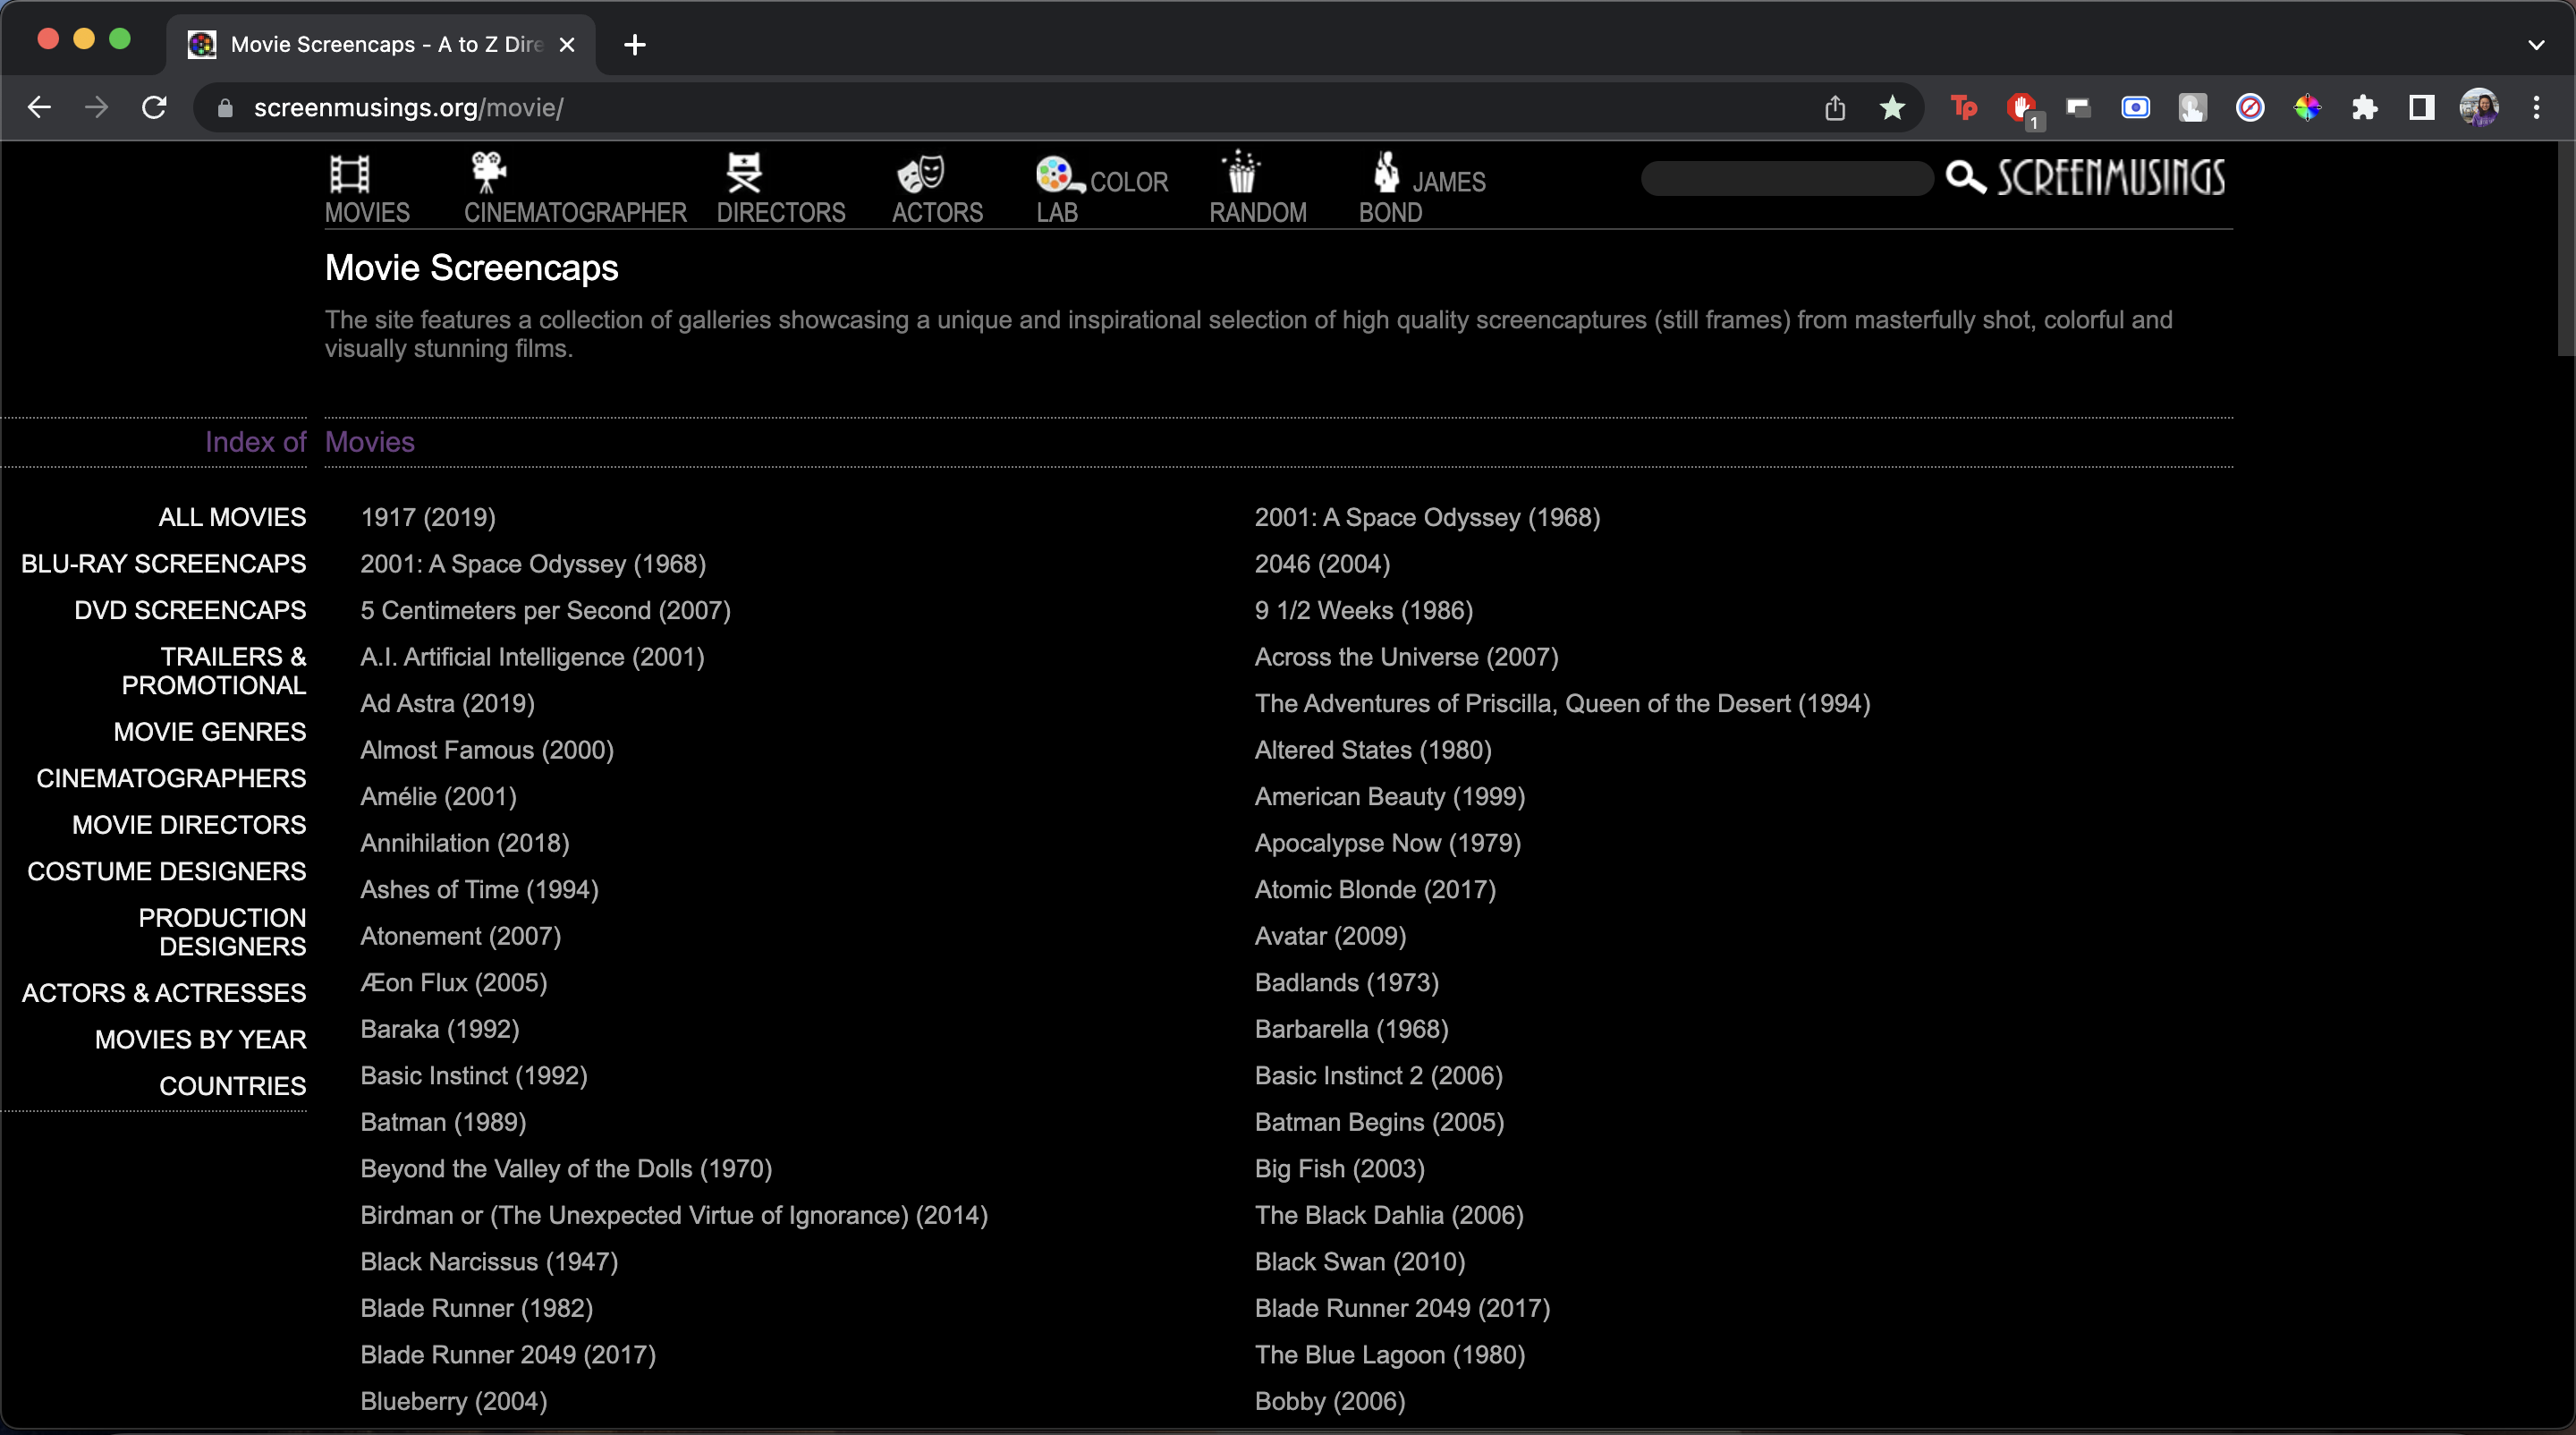 Movie Screencaps - A to Z Dire
screenmusings.org/movie/
Tp
1
MOVIES
CINEMATOGRAPHER
DIRECTORS
ACTORS
COLOR
LAB
RANDOM
JAMES
BOND
SCREENMUSINGS
Movie Screencaps
The site features a collection of galleries showcasing a unique and inspirational selection of high quality screencaptures (still frames) from masterfully shot, colorful and
visually stunning films.
Index of
Movies
ALL MOVIES
BLU-RAY SCREENCAPS
DVD SCREENCAPS
TRAILERS &
PROMOTIONAL
MOVIE GENRES
CINEMATOGRAPHERS
MOVIE DIRECTORS
COSTUME DESIGNERS
PRODUCTION
DESIGNERS
ACTORS & ACTRESSES
MOVIES BY YEAR
COUNTRIES
1917 (2019)
2001: A Space Odyssey (1968)
5 Centimeters per Second (2007)
A.I. Artificial Intelligence (2001)
Ad Astra (2019)
Almost Famous (2000)
Amélie (2001)
Annihilation (2018)
Ashes of Time (1994)
Atonement (2007)
Æon Flux (2005)
Baraka (1992)
Basic Instinct (1992)
Batman (1989)
Beyond the Valley of the Dolls (1970)
Birdman or (The Unexpected Virtue of Ignorance) (2014)
Black Narcissus (1947)
Blade Runner (1982)
Blade Runner 2049 (2017)
Blueberry (2004)
2001: A Space Odyssey (1968)
2046 (2004)
9 1/2 Weeks (1986)
Across the Universe (2007)
The Adventures of Priscilla, Queen of the Desert (1994)
Altered States (1980)
American Beauty (1999)
Apocalypse Now (1979)
Atomic Blonde (2017)
Avatar (2009)
Badlands (1973)
Barbarella (1968)
Basic Instinct 2 (2006)
Batman Begins (2005)
Big Fish (2003)
The Black Dahlia (2006)
Black Swan (2010)
Blade Runner 2049 (2017)
The Blue Lagoon (1980)
Bobby (2006)